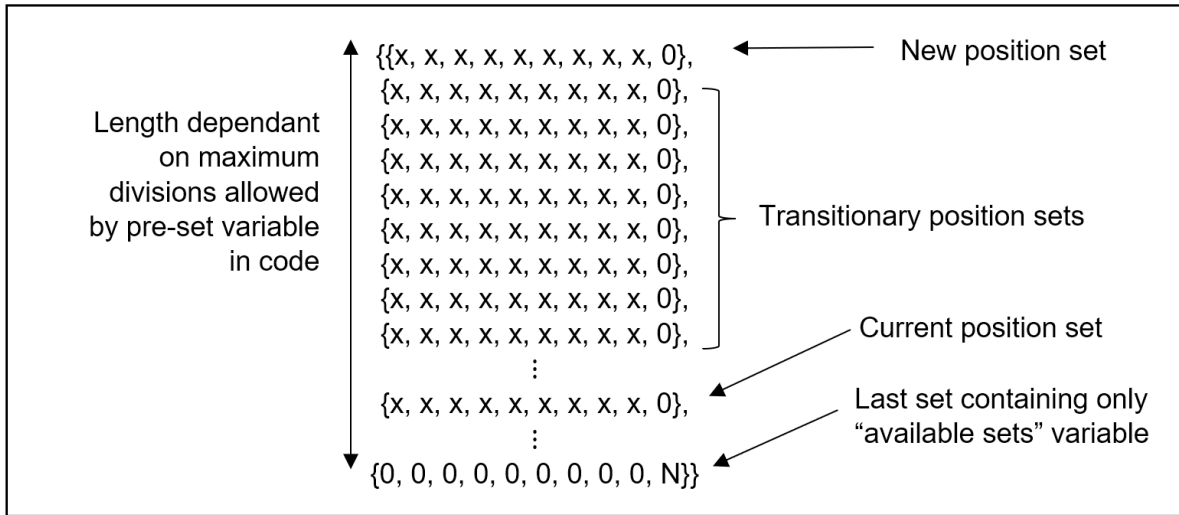 {{x, x, x, x, x, x, x, x, x, 0},
{x, x, x, x, x, x, x, x, x, 0},
{x, x, x, x, x, x, x, x, x, 0},
{x, x, x, x, x, x, x, x, x, 0},
{x, x, x, x, x, x, x, x, x, 0},
{x, x, x, x, x, x, x, x, x, 0},
{x, x, x, x, x, x, x, x, x, 0},
{x, x, x, x, x, x, x, x, x, 0},
{x, x, x, x, x, x, x, x, x, 0},
⋮
{x, x, x, x, x, x, x, x, x, 0},
⋮
{0, 0, 0, 0, 0, 0, 0, 0, 0, N}}
Length dependant
on maximum
divisions allowed
by pre-set variable
in code
New position set
Transitionary position sets
Current position set
Last set containing only
“available sets” variable